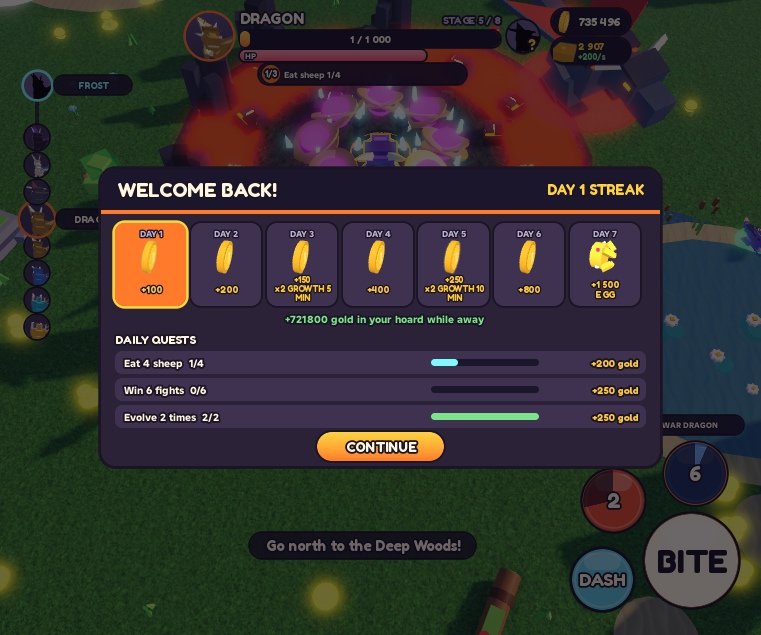 DRAGON
STAGE 5 / 8
1 / 1 000
HP
1/3 Eat sheep 1/4
?
735 496
2 907
+200/s
FROST
DRAG
WELCOME BACK!
DAY 1 STREAK
DAY 1
+100
DAY 2
+200
DAY 3
+150
x2 GROWTH 5
MIN
DAY 4
+400
DAY 5
+250
x2 GROWTH 10
MIN
DAY 6
+800
DAY 7
+1 500
EGG
+721800 gold in your hoard while away
DAILY QUESTS
Eat 4 sheep 1/4
+200 gold
Win 6 fights 0/6
+250 gold
Evolve 2 times 2/2
+250 gold
CONTINUE
WAR DRAGON
6
2
Go north to the Deep Woods!
BITE
DASH